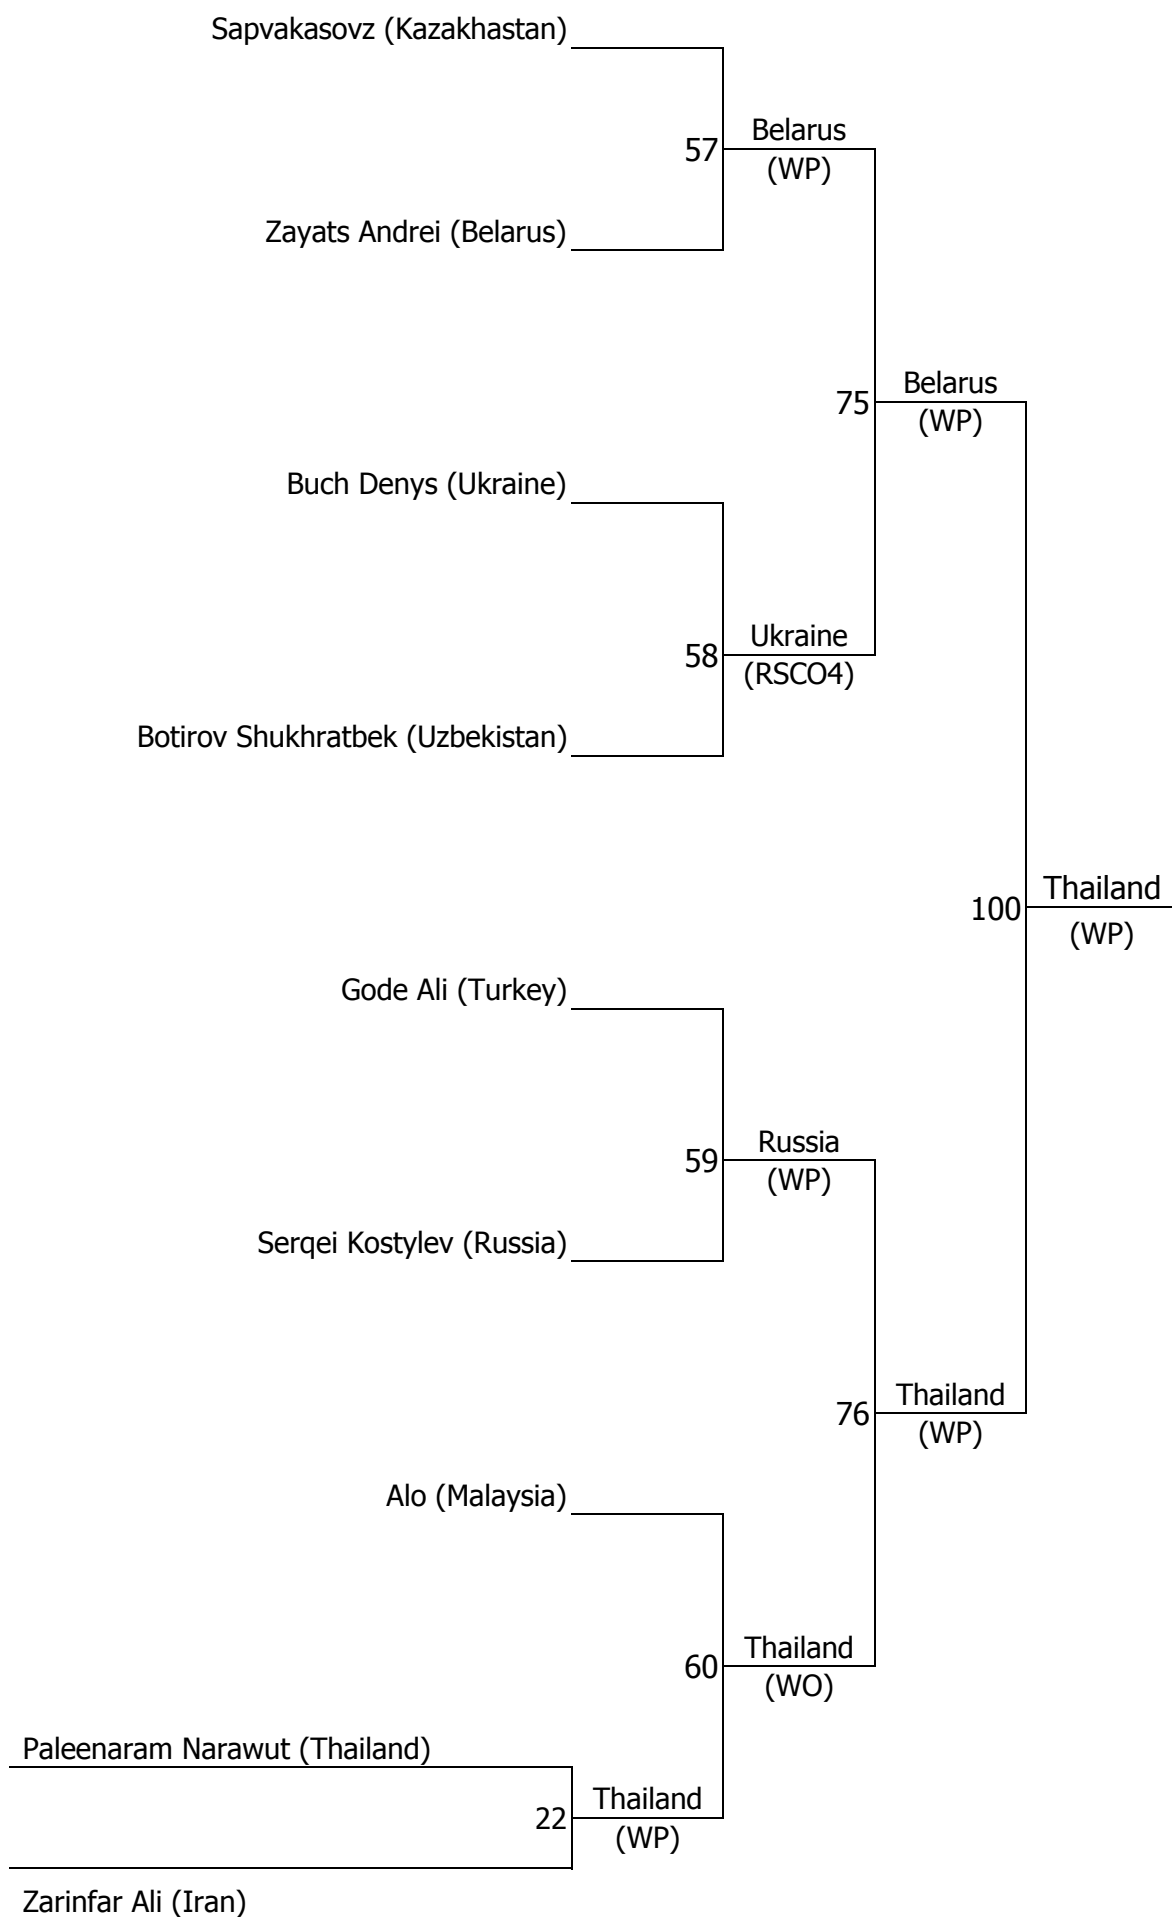 Sapvakasovz (Kazakhastan)
Belarus
57
(WP)
Zayats Andrei (Belarus)
Belarus
75
(WP)
Buch Denys (Ukraine)
Ukraine
58
(RSCO4)
Botirov Shukhratbek (Uzbekistan)
Thailand
100
(WP)
Gode Ali (Turkey)
Russia
59
(WP)
Serqei Kostylev (Russia)
Thailand
76
(WP)
Alo (Malaysia)
Thailand
60
(WO)
Paleenaram Narawut (Thailand)
Thailand
22
(WP)
Zarinfar Ali (Iran)